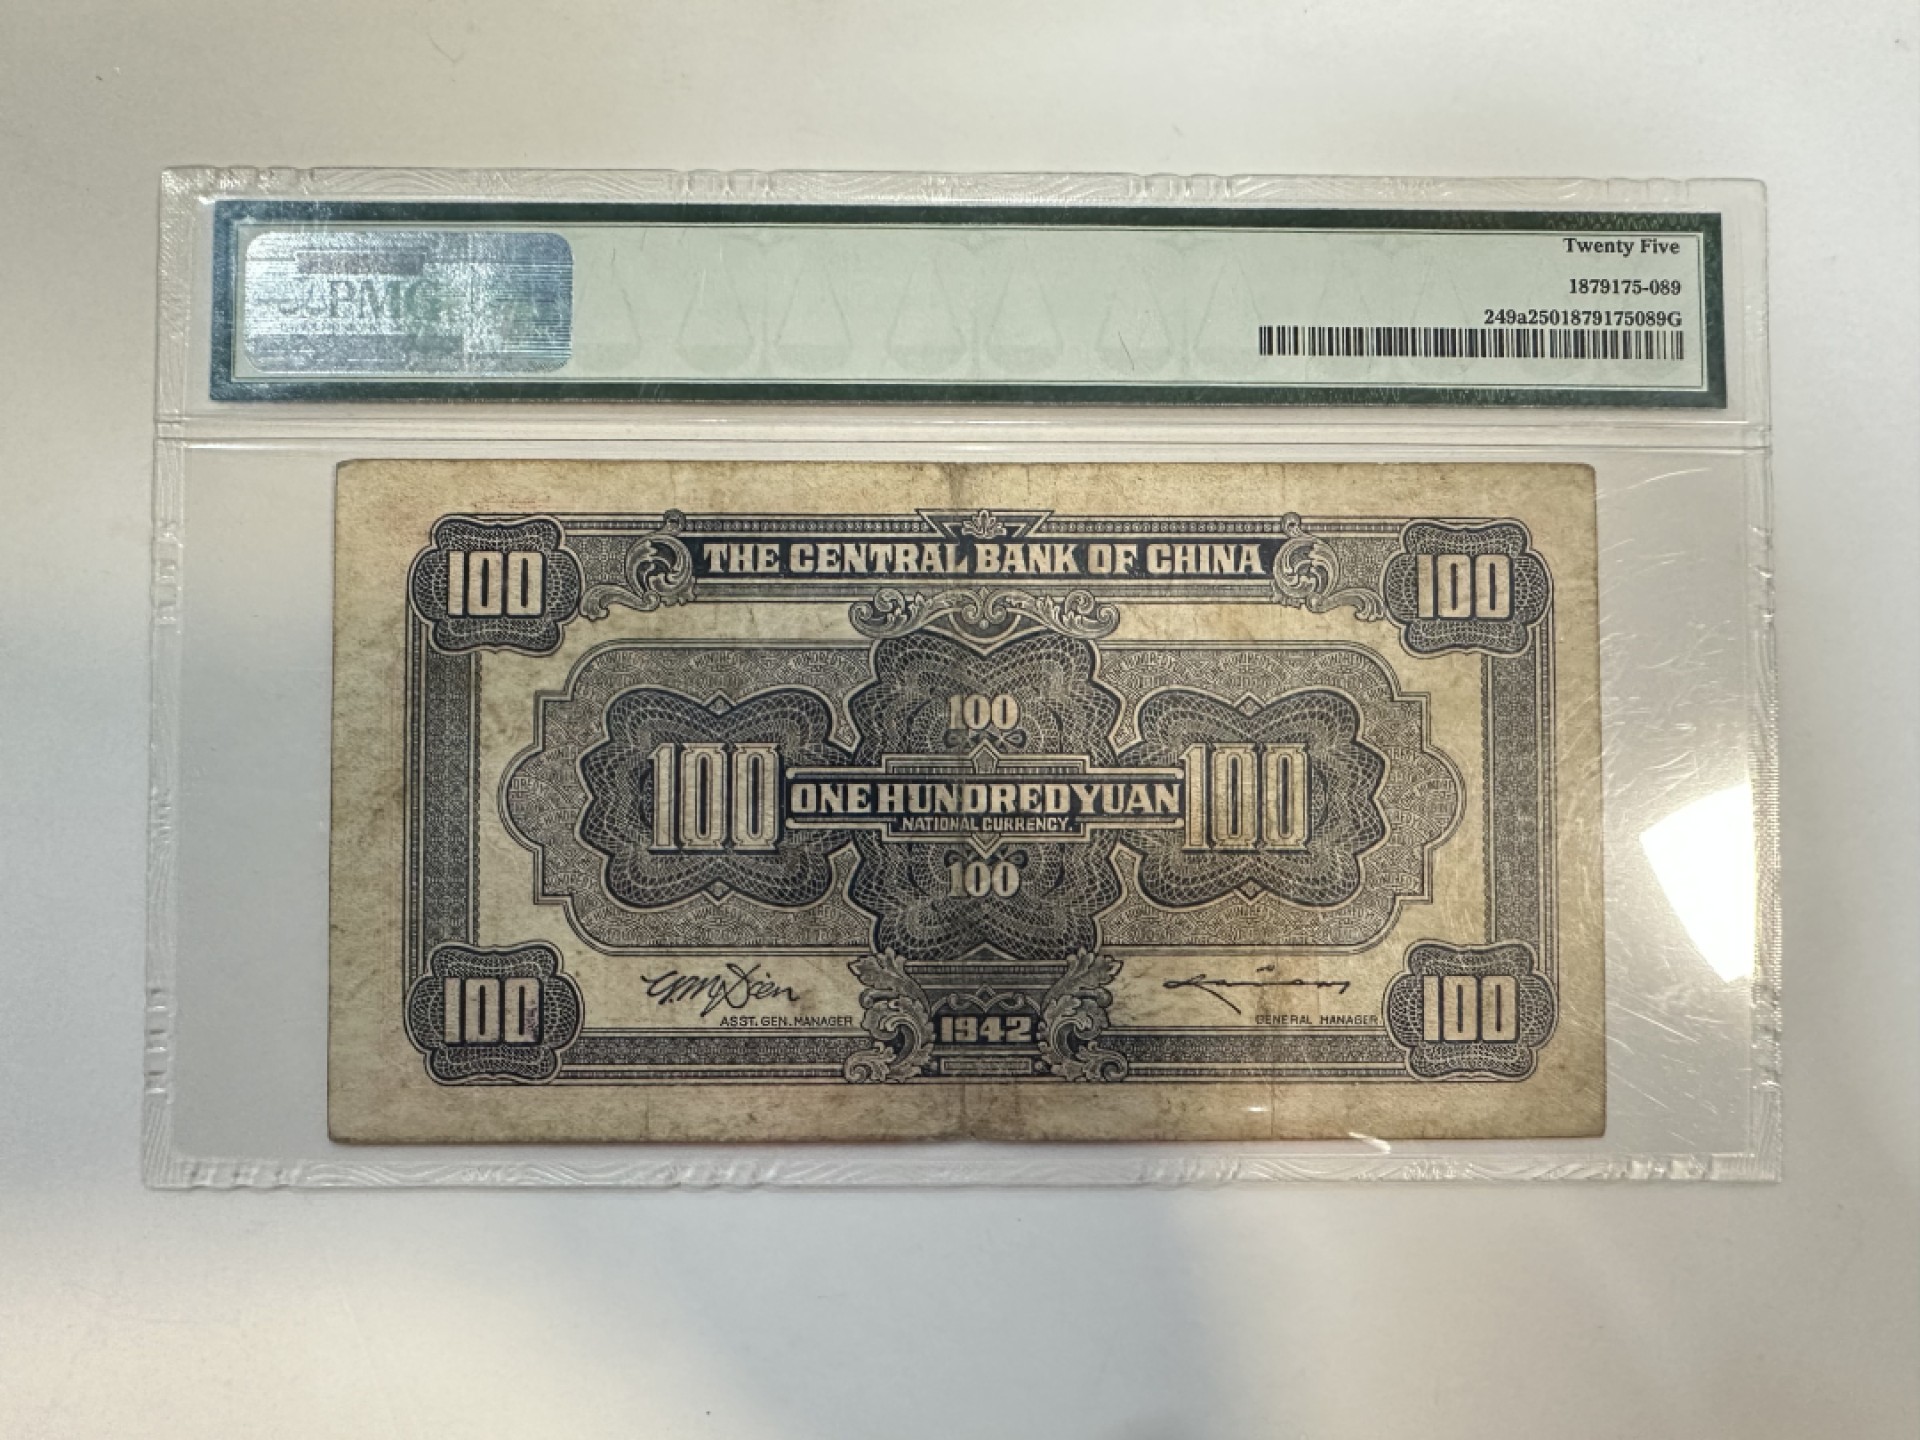 PMG
Twenty Five
1879175-089
249a2501879175089G
100
THE CENTRAL BANK OF CHINA
100
100
100
ONE HUNDRED YUAN
100
NATIONAL CURRENCY.
100
ASST. GEN. MANAGER
GENERAL MANAGER
100
1942
100